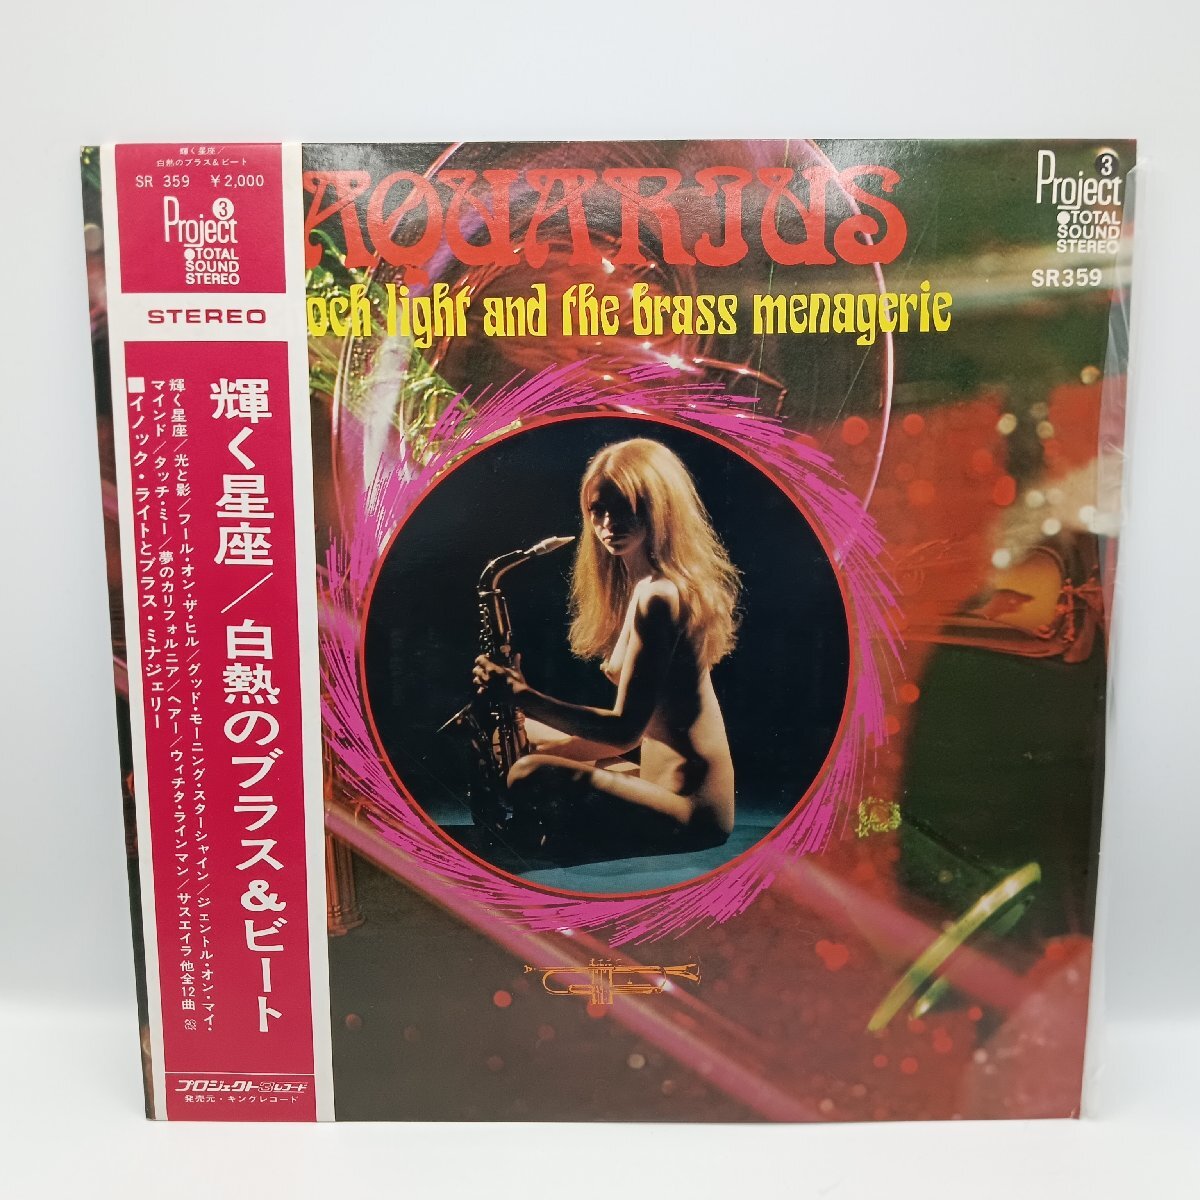 輝く星座/
白熱のブラス&ビート
SR 359 ¥2,000
Project 3
TOTAL
SOUND
STEREO
STEREO
輝く星座/白熱のブラス&ビート
輝く星座/光と影/フール・オン・ザ・ヒル/グッド・モーニング・スターシャイン/ジェントル・オン・マイ・
マインド/タッチ・ミー/夢のカリフォルニア/ヘアー/ウィチタ・ラインマン/サスエイラ 他全12曲
■イノック・ライトとブラス・ミナジェリー
プロジェクト3レコード
発売元・キングレコード
AQUARIUS
och light and the brass menagerie
Project 3
TOTAL
SOUND
STEREO
SR359